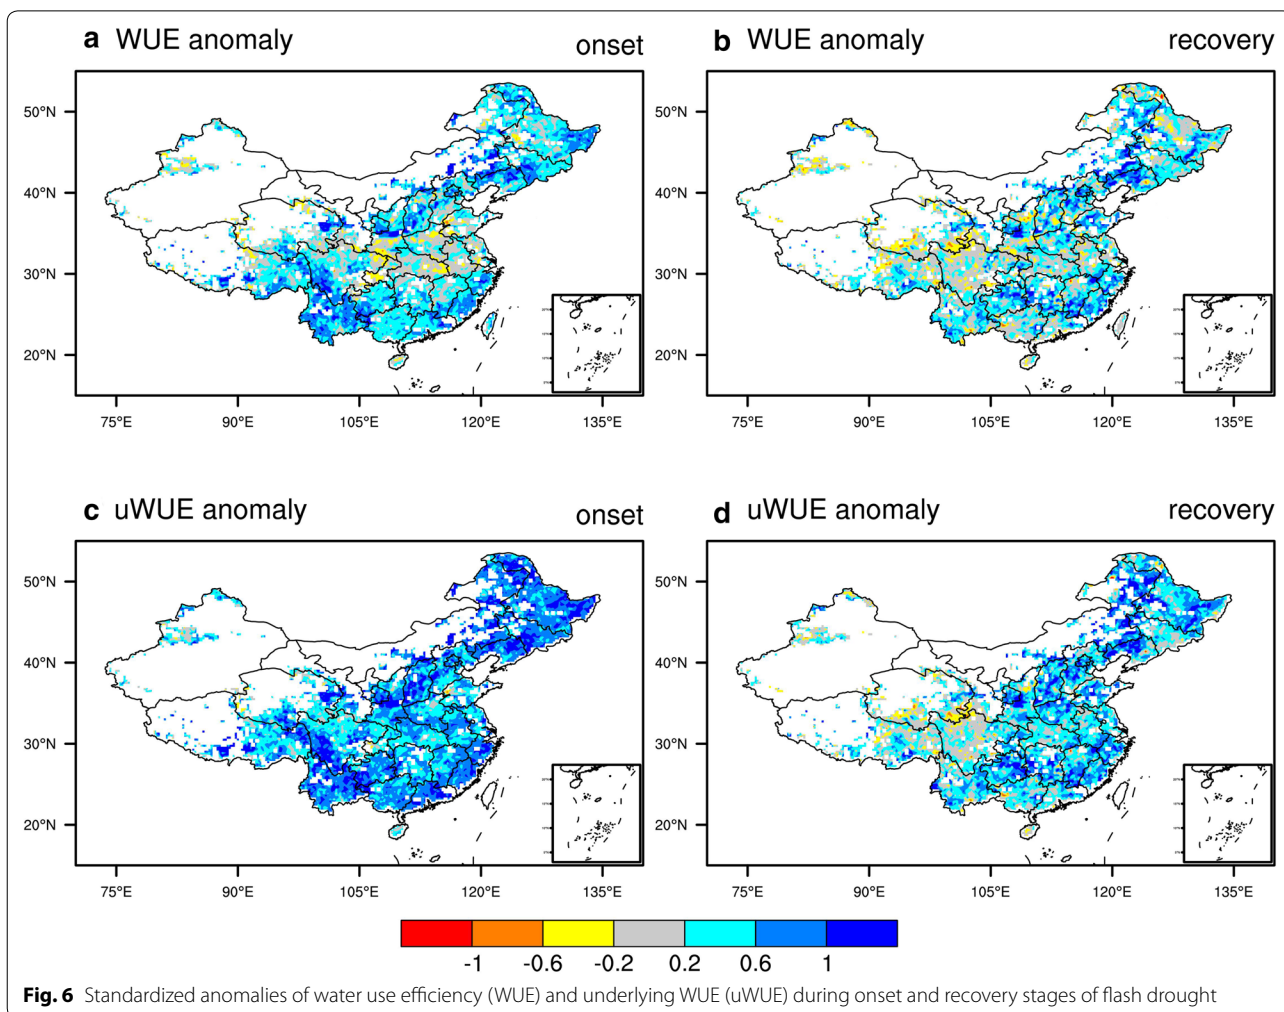 a WUE anomaly onset
b WUE anomaly recovery
50°N
40°N
30°N
20°N
75°E 90°E 105°E 120°E 135°E
50°N
40°N
30°N
20°N
75°E 90°E 105°E 120°E 135°E
c uWUE anomaly onset
d uWUE anomaly recovery
50°N
40°N
30°N
20°N
75°E 90°E 105°E 120°E 135°E
50°N
40°N
30°N
20°N
75°E 90°E 105°E 120°E 135°E
-1 -0.6 -0.2 0.2 0.6 1
Fig. 6 Standardized anomalies of water use efficiency (WUE) and underlying WUE (uWUE) during onset and recovery stages of flash drought